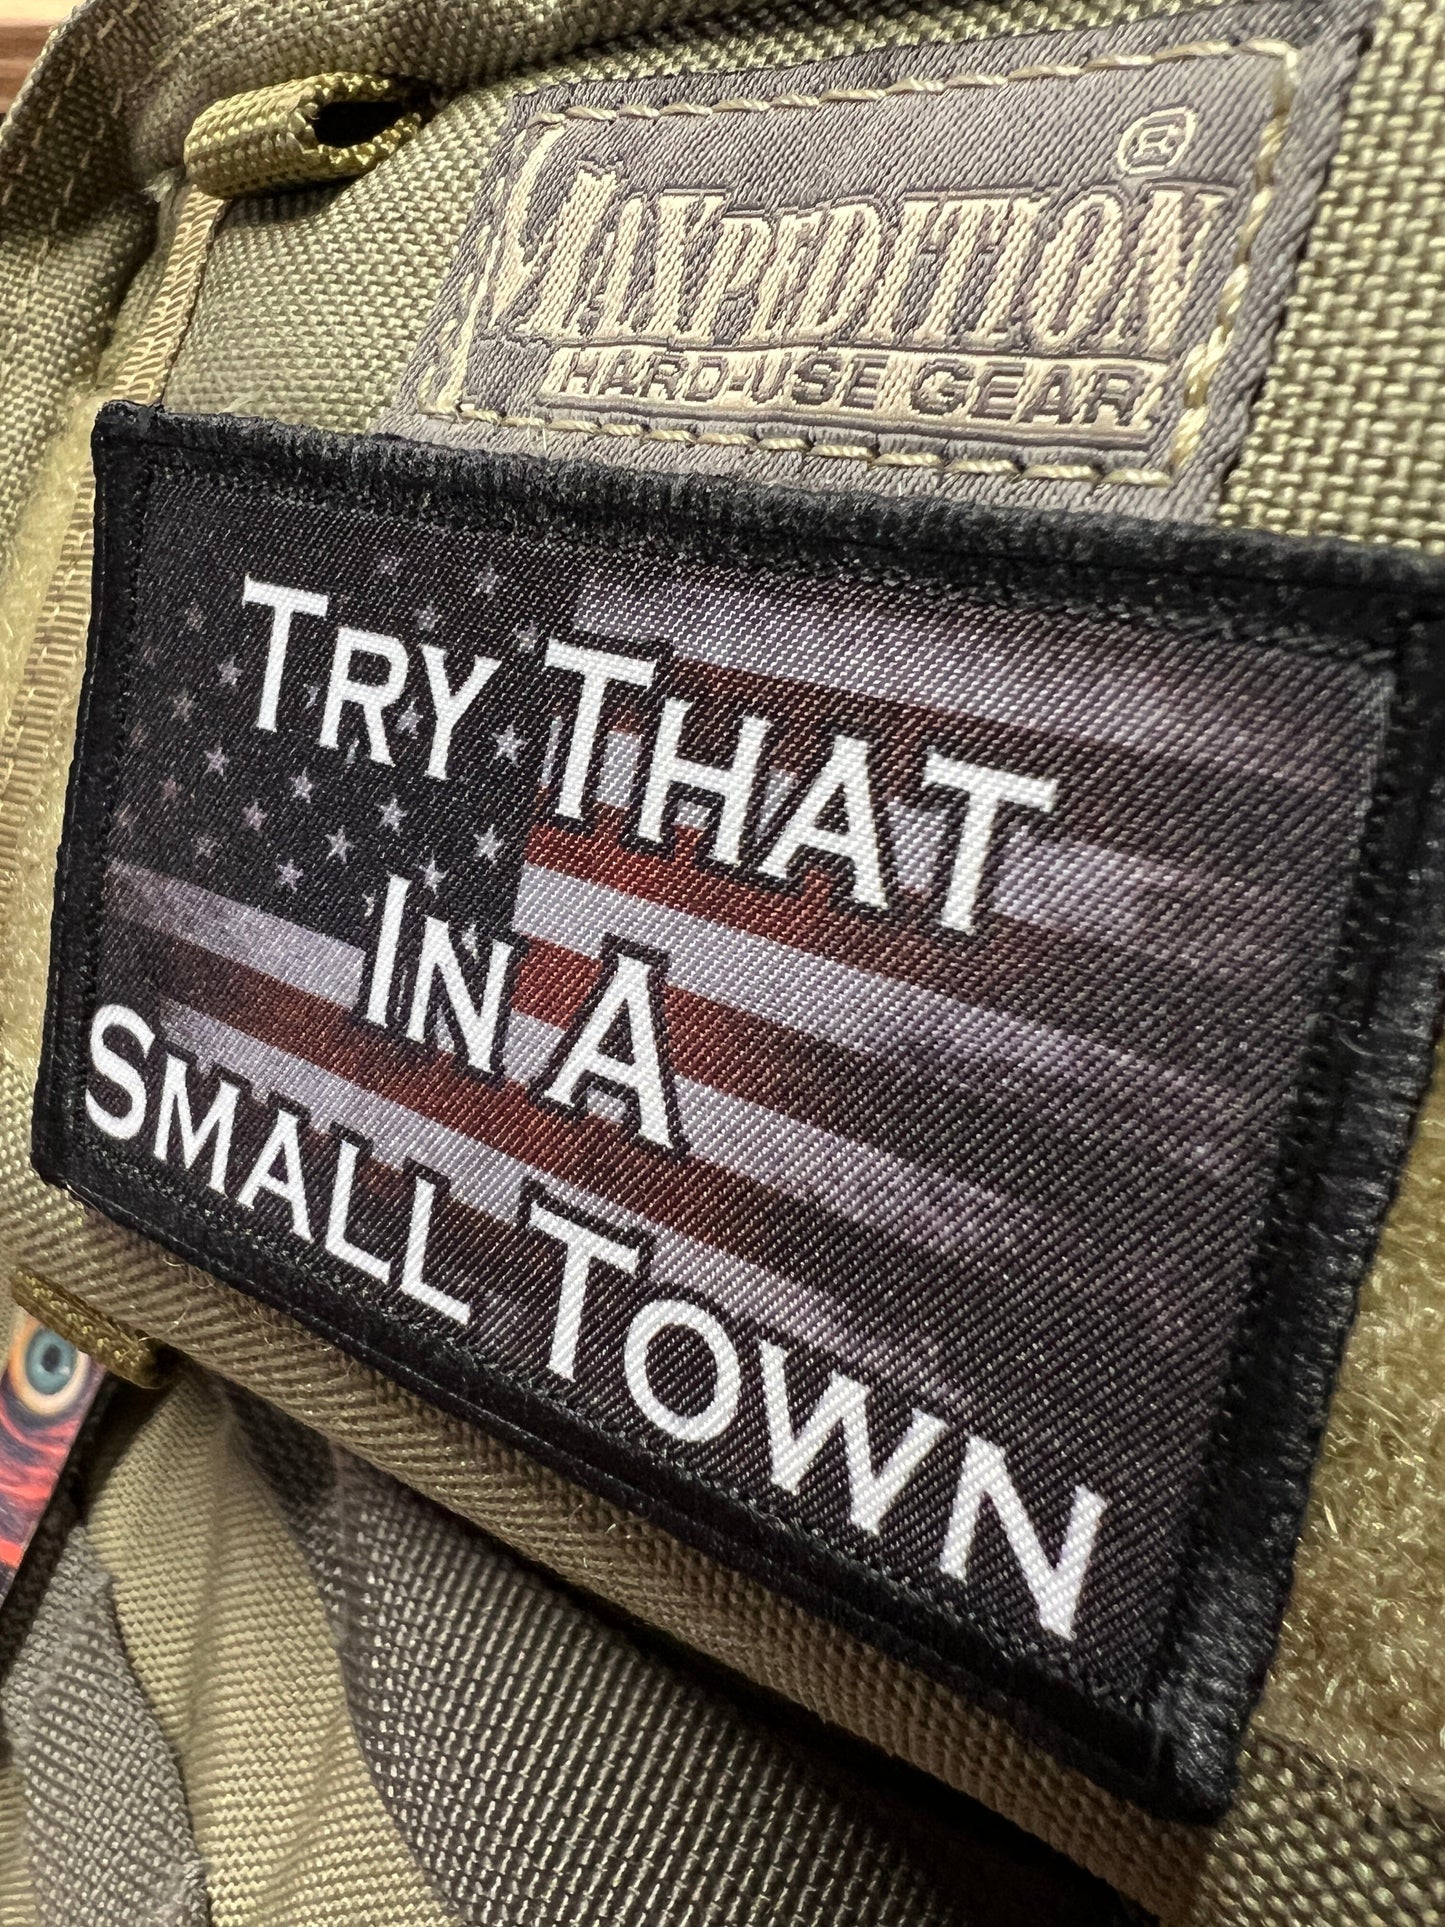 MAXPEDITION®
HARD-USE GEAR
TRY THAT
IN A
SMALL TOWN